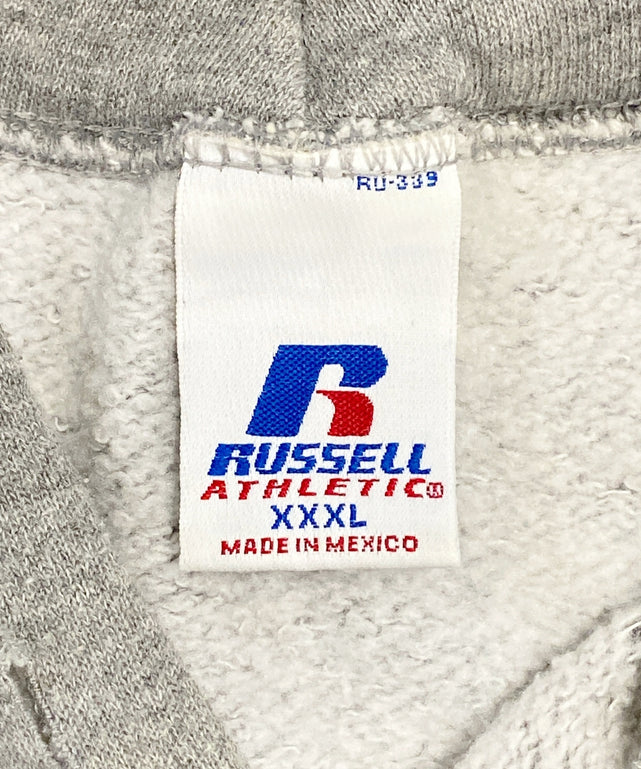 RU-339
R
RUSSELL
ATHLETIC®
XXXL
MADE IN MEXICO